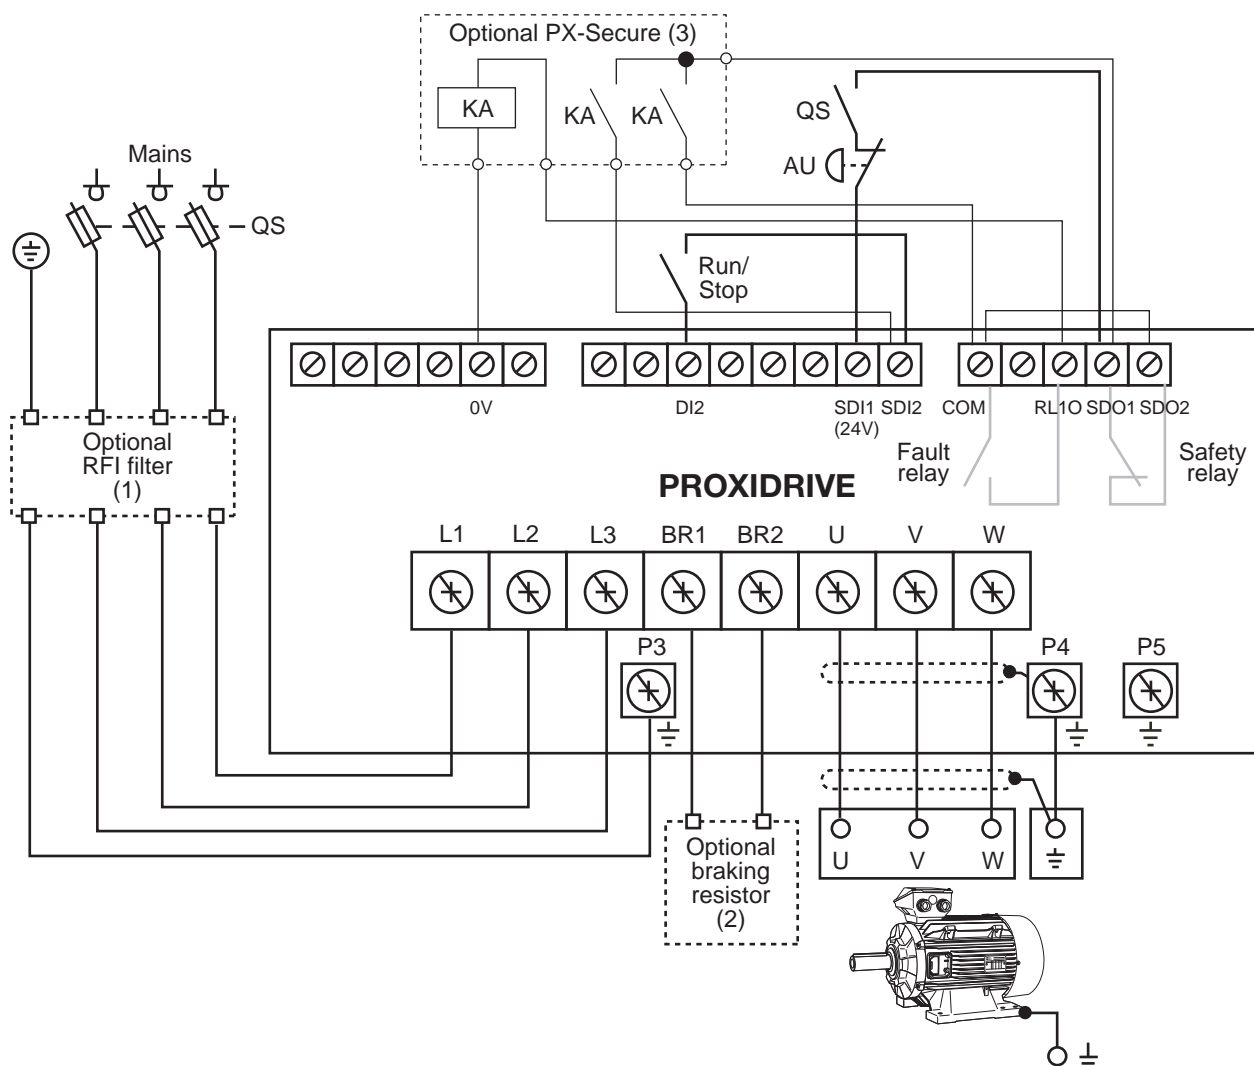 Optional PX-Secure (3)
KA
KA
KA
QS
AU
Mains
QS
Run/
Stop
0V
DI2
SDI1
(24V)
SDI2
COM
RL1O
SDO1
SDO2
Optional
RFI filter
(1)
Fault
relay
Safety
relay
PROXIDRIVE
L1
L2
L3
BR1
BR2
U
V
W
P3
P4
P5
Optional
braking
resistor
(2)
U
V
W